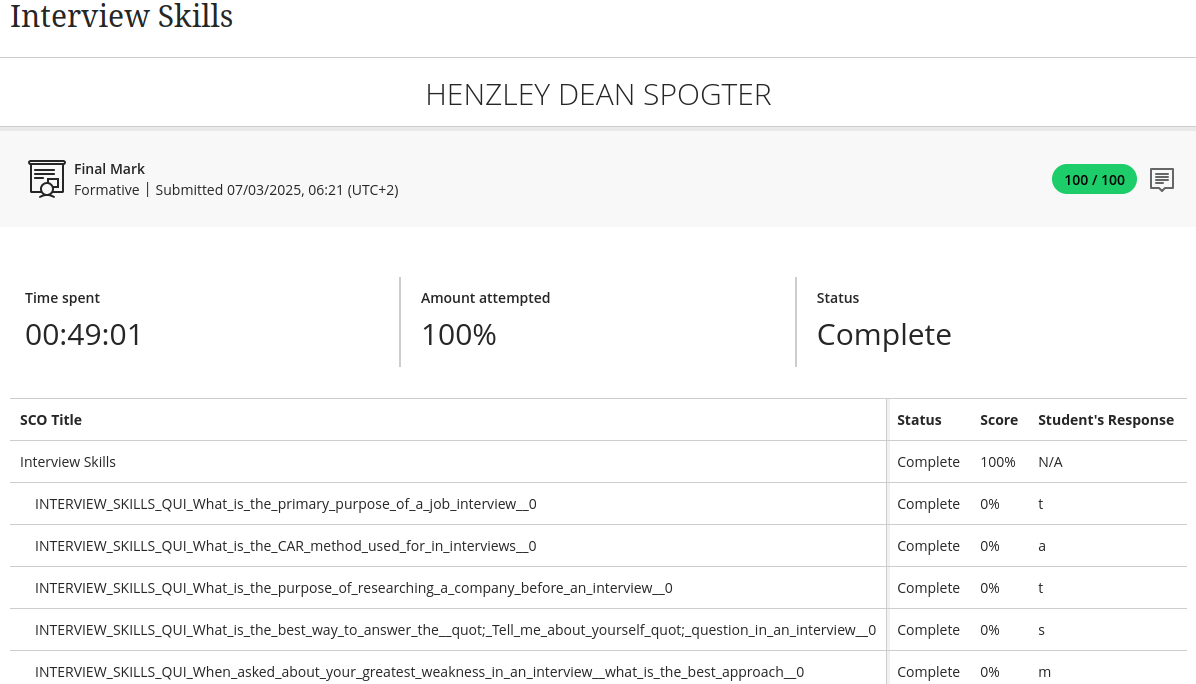 Interview Skills
HENZLEY DEAN SPOGTER
Final Mark
Formative | Submitted 07/03/2025, 06:21 (UTC+2)
100 / 100
Time spent
00:49:01
Amount attempted
100%
Status
Complete
SCO Title Status Score Student's Response
Interview Skills Complete 100% N/A
INTERVIEW_SKILLS_QUI_What_is_the_primary_purpose_of_a_job_interview__0 Complete 0% t
INTERVIEW_SKILLS_QUI_What_is_the_CAR_method_used_for_in_interviews__0 Complete 0% a
INTERVIEW_SKILLS_QUI_What_is_the_purpose_of_researching_a_company_before_an_interview__0 Complete 0% t
INTERVIEW_SKILLS_QUI_What_is_the_best_way_to_answer_the__quot;_Tell_me_about_yourself_quot;_question_in_an_interview__0 Complete 0% s
INTERVIEW_SKILLS_QUI_When_asked_about_your_greatest_weakness_in_an_interview__what_is_the_best_approach__0 Complete 0% m